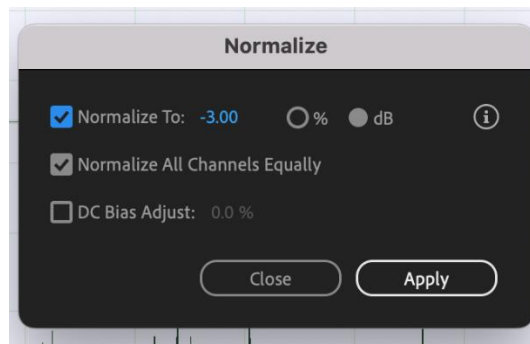 Normalize
Normalize To: -3.00 % dB
Normalize All Channels Equally
DC Bias Adjust: 0.0 %
Close Apply